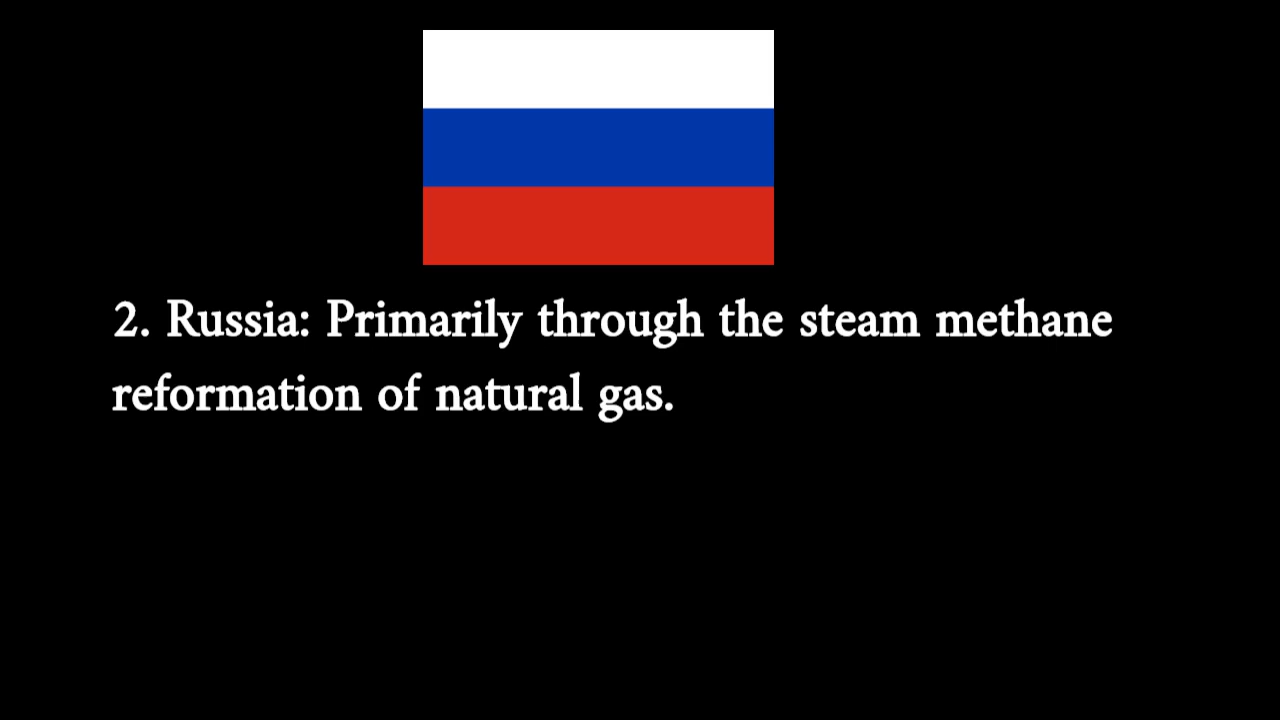 2. Russia: Primarily through the steam methane
reformation of natural gas.